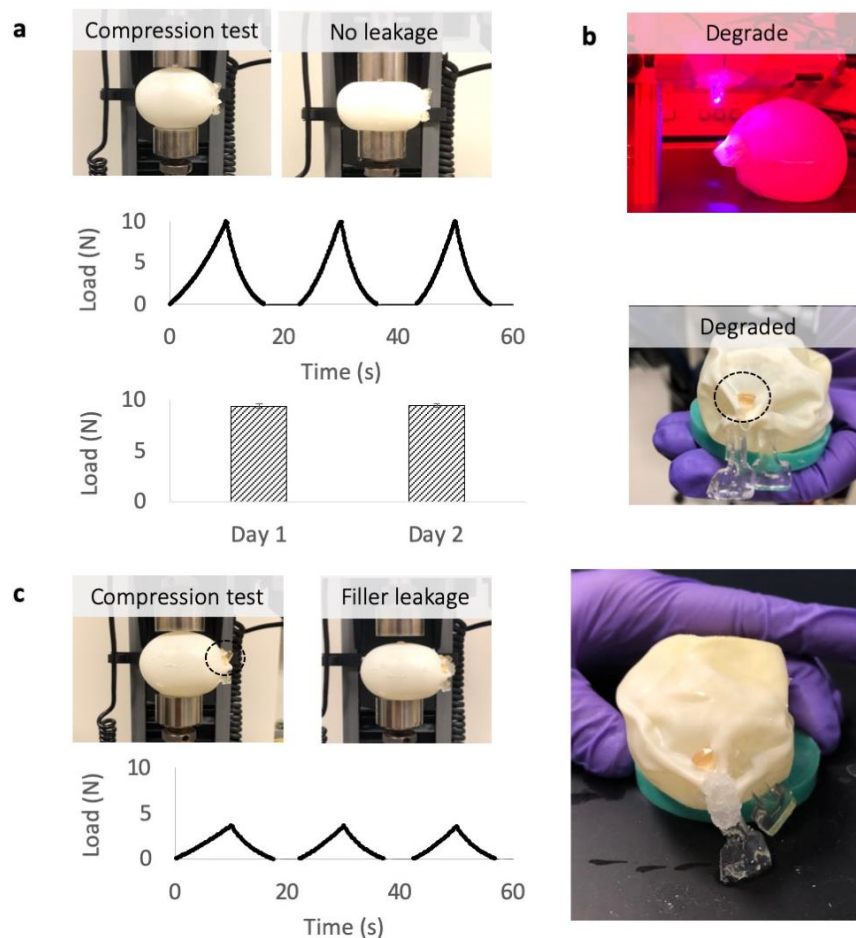 a
Compression test
No leakage
b
Degrade
10
5
0
Load (N)
0
20
40
60
Time (s)
Degraded
10
5
0
Load (N)
Day 1
Day 2
c
Compression test
Filler leakage
10
5
0
Load (N)
0
20
40
60
Time (s)